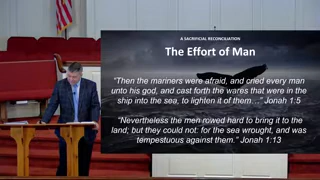 A SACRIFICIAL RECONCILIATION
The Effort of Man
“Then the mariners were afraid, and cried every man
unto his god, and cast forth the wares that were in the
ship into the sea, to lighten it of them…” Jonah 1:5
“Nevertheless the men rowed hard to bring it to the
land; but they could not: for the sea wrought, and was
tempestuous against them.” Jonah 1:13